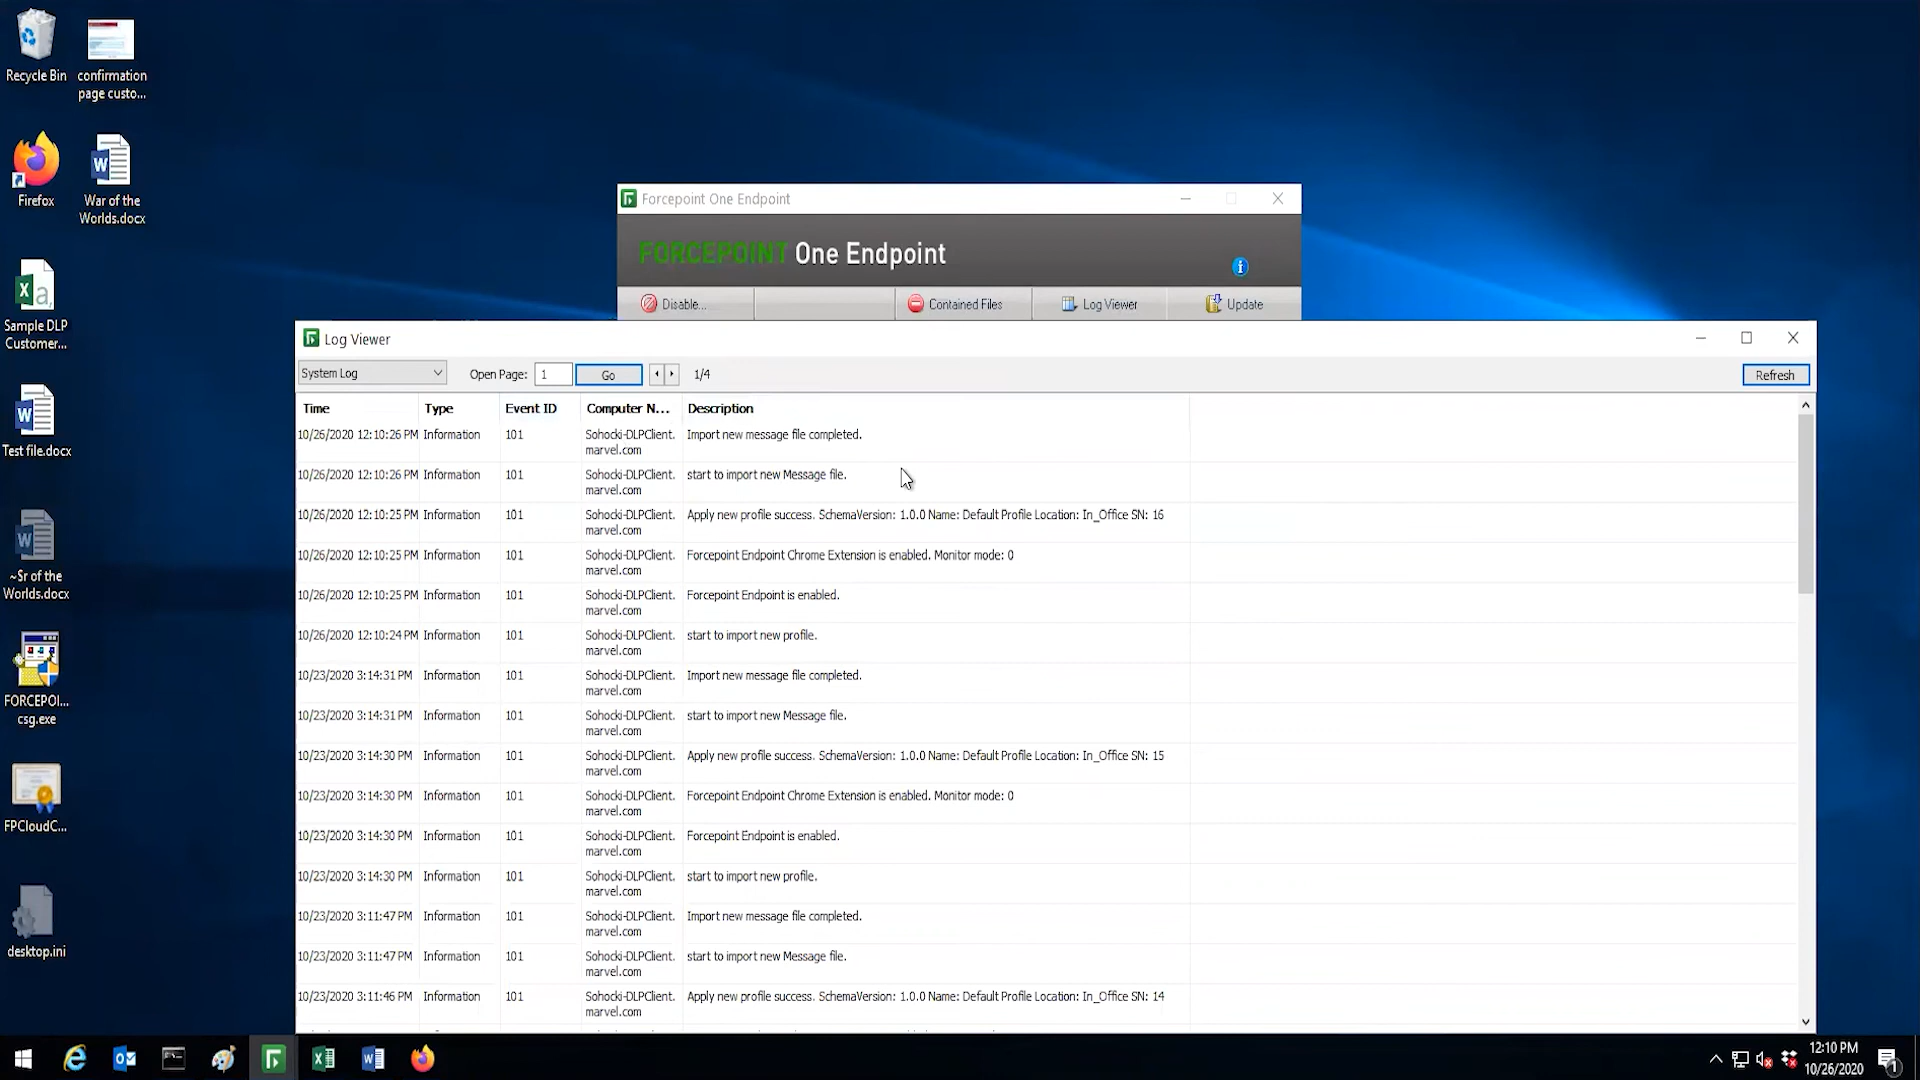 Recycle Bin
confirmation
page custo...
Firefox
War of the
Worlds.docx
Sample DLP
Customer...
Test file.docx
~Sr of the
Worlds.docx
FORCEPOI...
csg.exe
FPCloudC...
desktop.ini
Forcepoint One Endpoint
FORCEPOINT One Endpoint
Disable...
Contained Files
Log Viewer
Update
Log Viewer
System Log
Open Page:
1
Go
1/4
Refresh
Time Type Event ID Computer N... Description
10/26/2020 12:10:26 PM Information 101 Sohocki-DLPClient. Import new message file completed.
marvel.com
10/26/2020 12:10:26 PM Information 101 Sohocki-DLPClient. start to import new Message file.
marvel.com
10/26/2020 12:10:25 PM Information 101 Sohocki-DLPClient. Apply new profile success. SchemaVersion: 1.0.0 Name: Default Profile Location: In_Office SN: 16
marvel.com
10/26/2020 12:10:25 PM Information 101 Sohocki-DLPClient. Forcepoint Endpoint Chrome Extension is enabled. Monitor mode: 0
marvel.com
10/26/2020 12:10:25 PM Information 101 Sohocki-DLPClient. Forcepoint Endpoint is enabled.
marvel.com
10/26/2020 12:10:24 PM Information 101 Sohocki-DLPClient. start to import new profile.
marvel.com
10/23/2020 3:14:31 PM Information 101 Sohocki-DLPClient. Import new message file completed.
marvel.com
10/23/2020 3:14:31 PM Information 101 Sohocki-DLPClient. start to import new Message file.
marvel.com
10/23/2020 3:14:30 PM Information 101 Sohocki-DLPClient. Apply new profile success. SchemaVersion: 1.0.0 Name: Default Profile Location: In_Office SN: 15
marvel.com
10/23/2020 3:14:30 PM Information 101 Sohocki-DLPClient. Forcepoint Endpoint Chrome Extension is enabled. Monitor mode: 0
marvel.com
10/23/2020 3:14:30 PM Information 101 Sohocki-DLPClient. Forcepoint Endpoint is enabled.
marvel.com
10/23/2020 3:14:30 PM Information 101 Sohocki-DLPClient. start to import new profile.
marvel.com
10/23/2020 3:11:47 PM Information 101 Sohocki-DLPClient. Import new message file completed.
marvel.com
10/23/2020 3:11:47 PM Information 101 Sohocki-DLPClient. start to import new Message file.
marvel.com
10/23/2020 3:11:46 PM Information 101 Sohocki-DLPClient. Apply new profile success. SchemaVersion: 1.0.0 Name: Default Profile Location: In_Office SN: 14
marvel.com
12:10 PM
10/26/2020
1